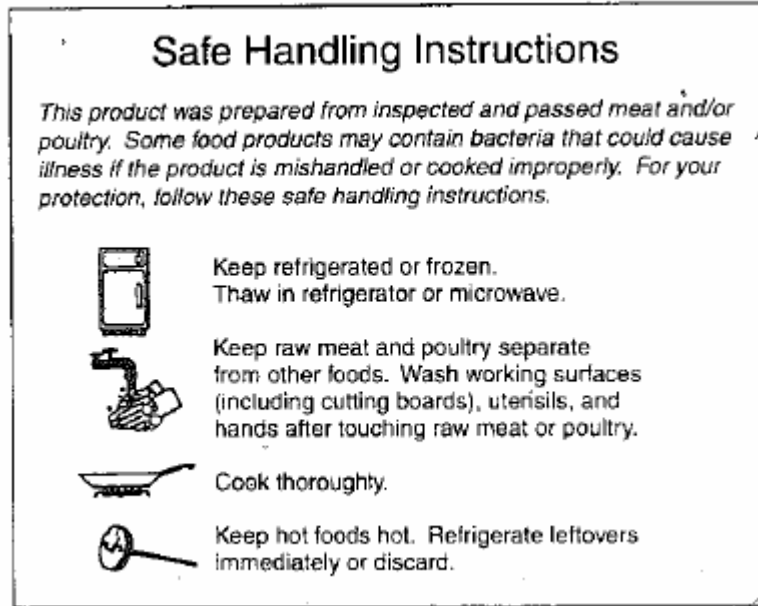 Safe Handling Instructions
This product was prepared from inspected and passed meat and/or
poultry. Some food products may contain bacteria that could cause
illness if the product is mishandled or cooked improperly. For your
protection, follow these safe handling instructions.
Keep refrigerated or frozen.
Thaw in refrigerator or microwave.
Keep raw meat and poultry separate
from other foods. Wash working surfaces
(including cutting boards), utensils, and
hands after touching raw meat or poultry.
Cook thoroughly.
Keep hot foods hot. Refrigerate leftovers
immediately or discard.